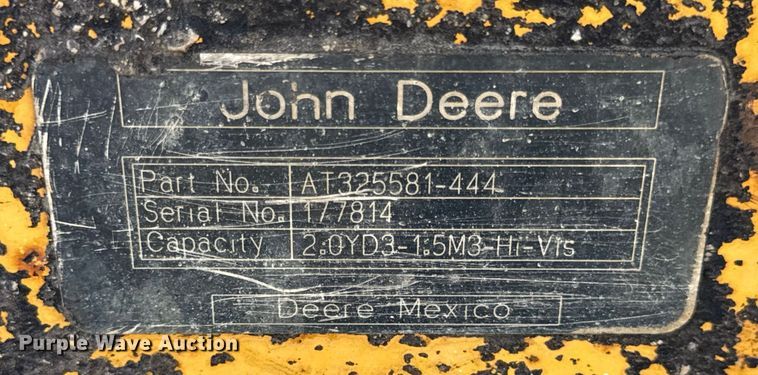 John Deere
Part No. AT325581-444
Serial No. 177814
Capacity 2.0YD3-1.5M3-Hi-Vis
Deere Mexico
Purple Wave Auction